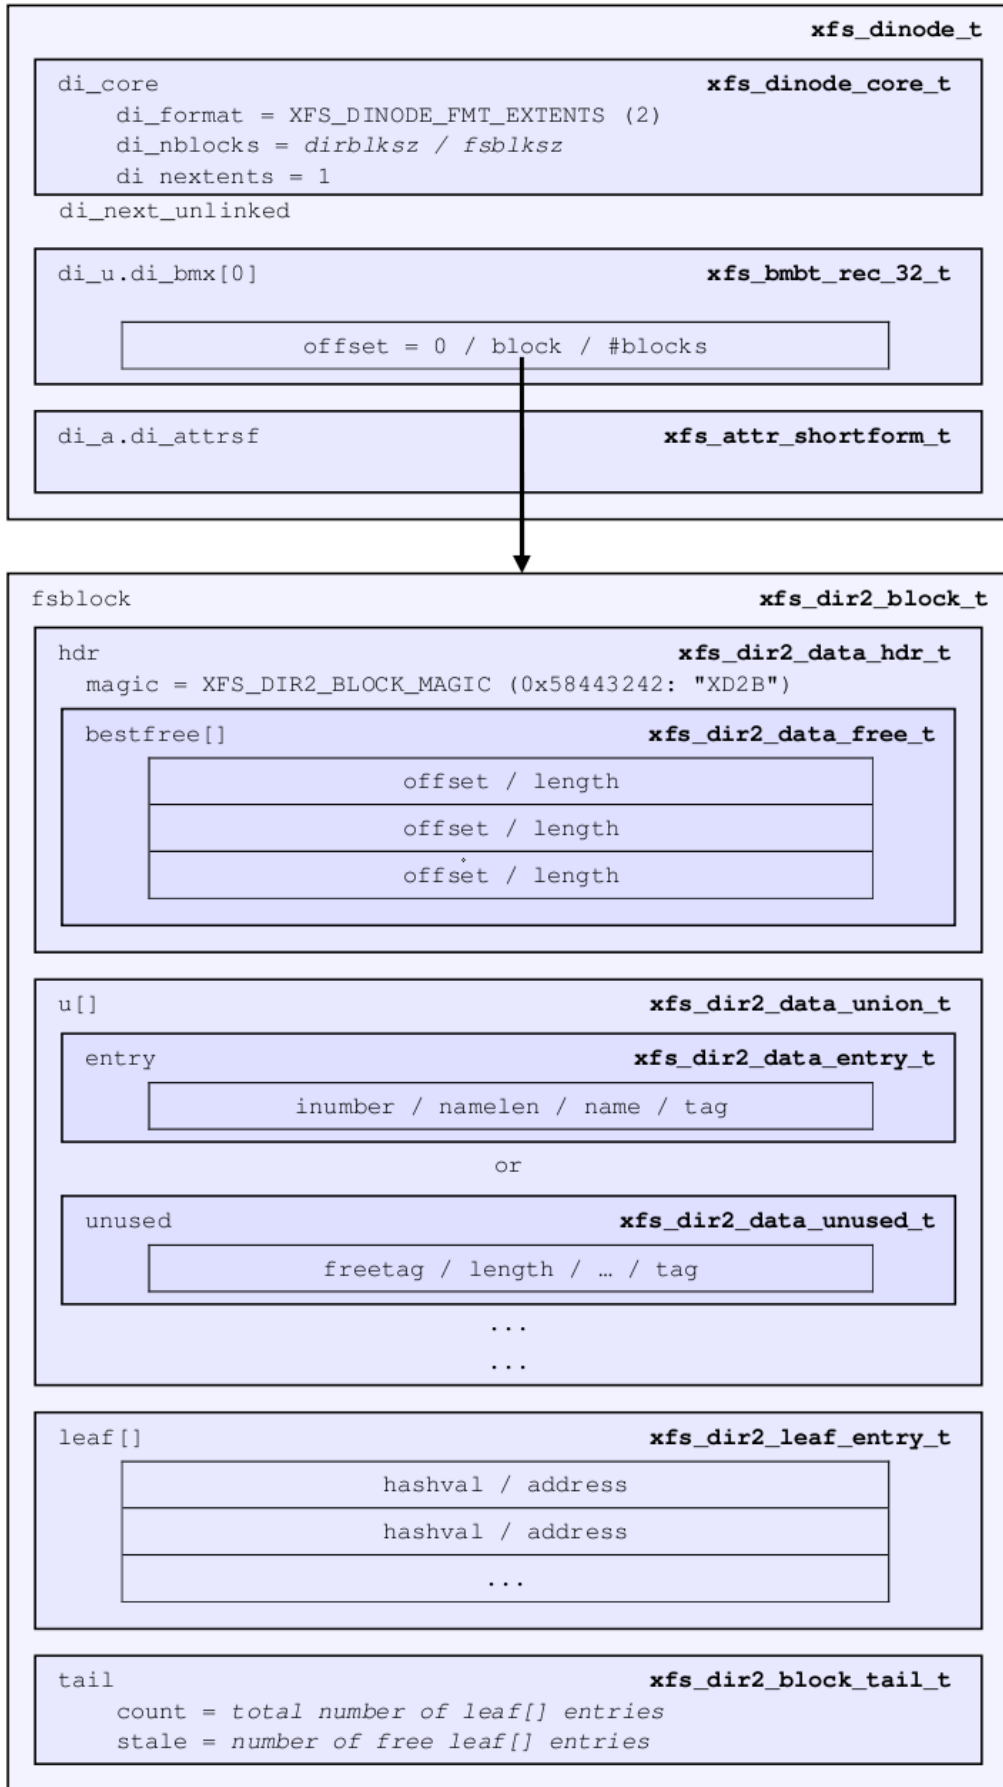 xfs_dinode_t
di_core xfs_dinode_core_t
di_format = XFS_DINODE_FMT_EXTENTS (2)
di_nblocks = dirblksz / fsblksz
di nextents = 1
di_next_unlinked
di_u.di_bmx[0] xfs_bmbt_rec_32_t
offset = 0 / block / #blocks
di_a.di_attrsf xfs_attr_shortform_t
fsblock xfs_dir2_block_t
hdr xfs_dir2_data_hdr_t
magic = XFS_DIR2_BLOCK_MAGIC (0x58443242: "XD2B")
bestfree[] xfs_dir2_data_free_t
offset / length
offset / length
offset / length
u[] xfs_dir2_data_union_t
entry xfs_dir2_data_entry_t
inumber / namelen / name / tag
or
unused xfs_dir2_data_unused_t
freetag / length / … / tag
...
...
leaf[] xfs_dir2_leaf_entry_t
hashval / address
hashval / address
...
tail xfs_dir2_block_tail_t
count = total number of leaf[] entries
stale = number of free leaf[] entries